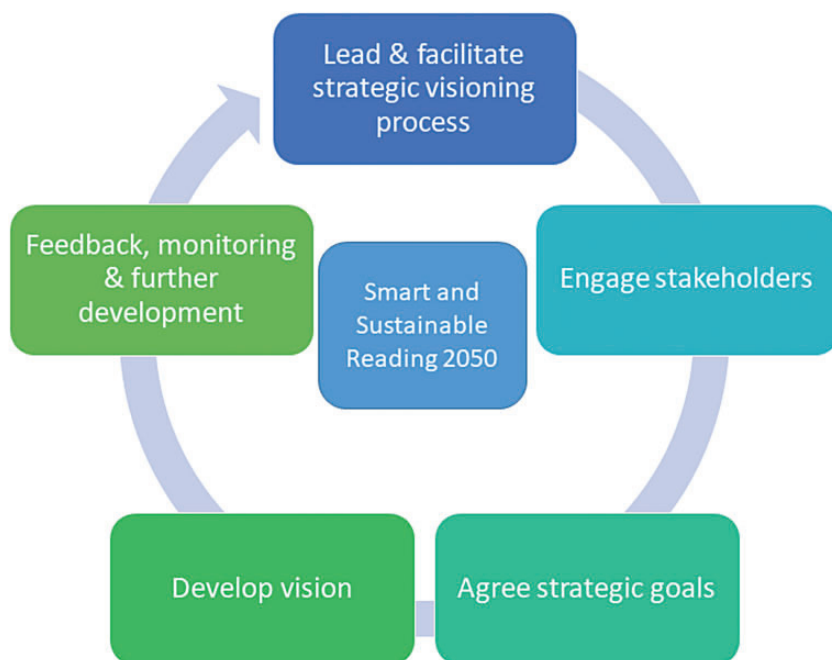 Lead & facilitate
strategic visioning
process
Engage stakeholders
Agree strategic goals
Develop vision
Feedback, monitoring
& further
development
Smart and
Sustainable
Reading 2050